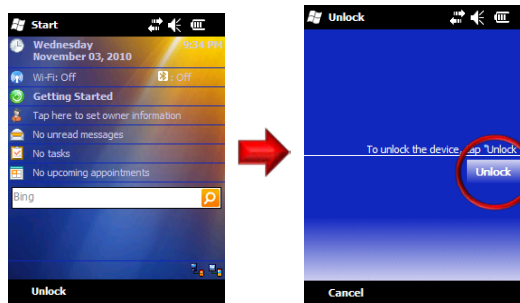 Start
Wednesday
November 03, 2010
Wi-Fi: Off
: Off
Getting Started
Tap here to set owner information
No unread messages
No tasks
No upcoming appointments
Bing
Unlock
Unlock
To unlock the device, tap "Unlock
Unlock
Cancel